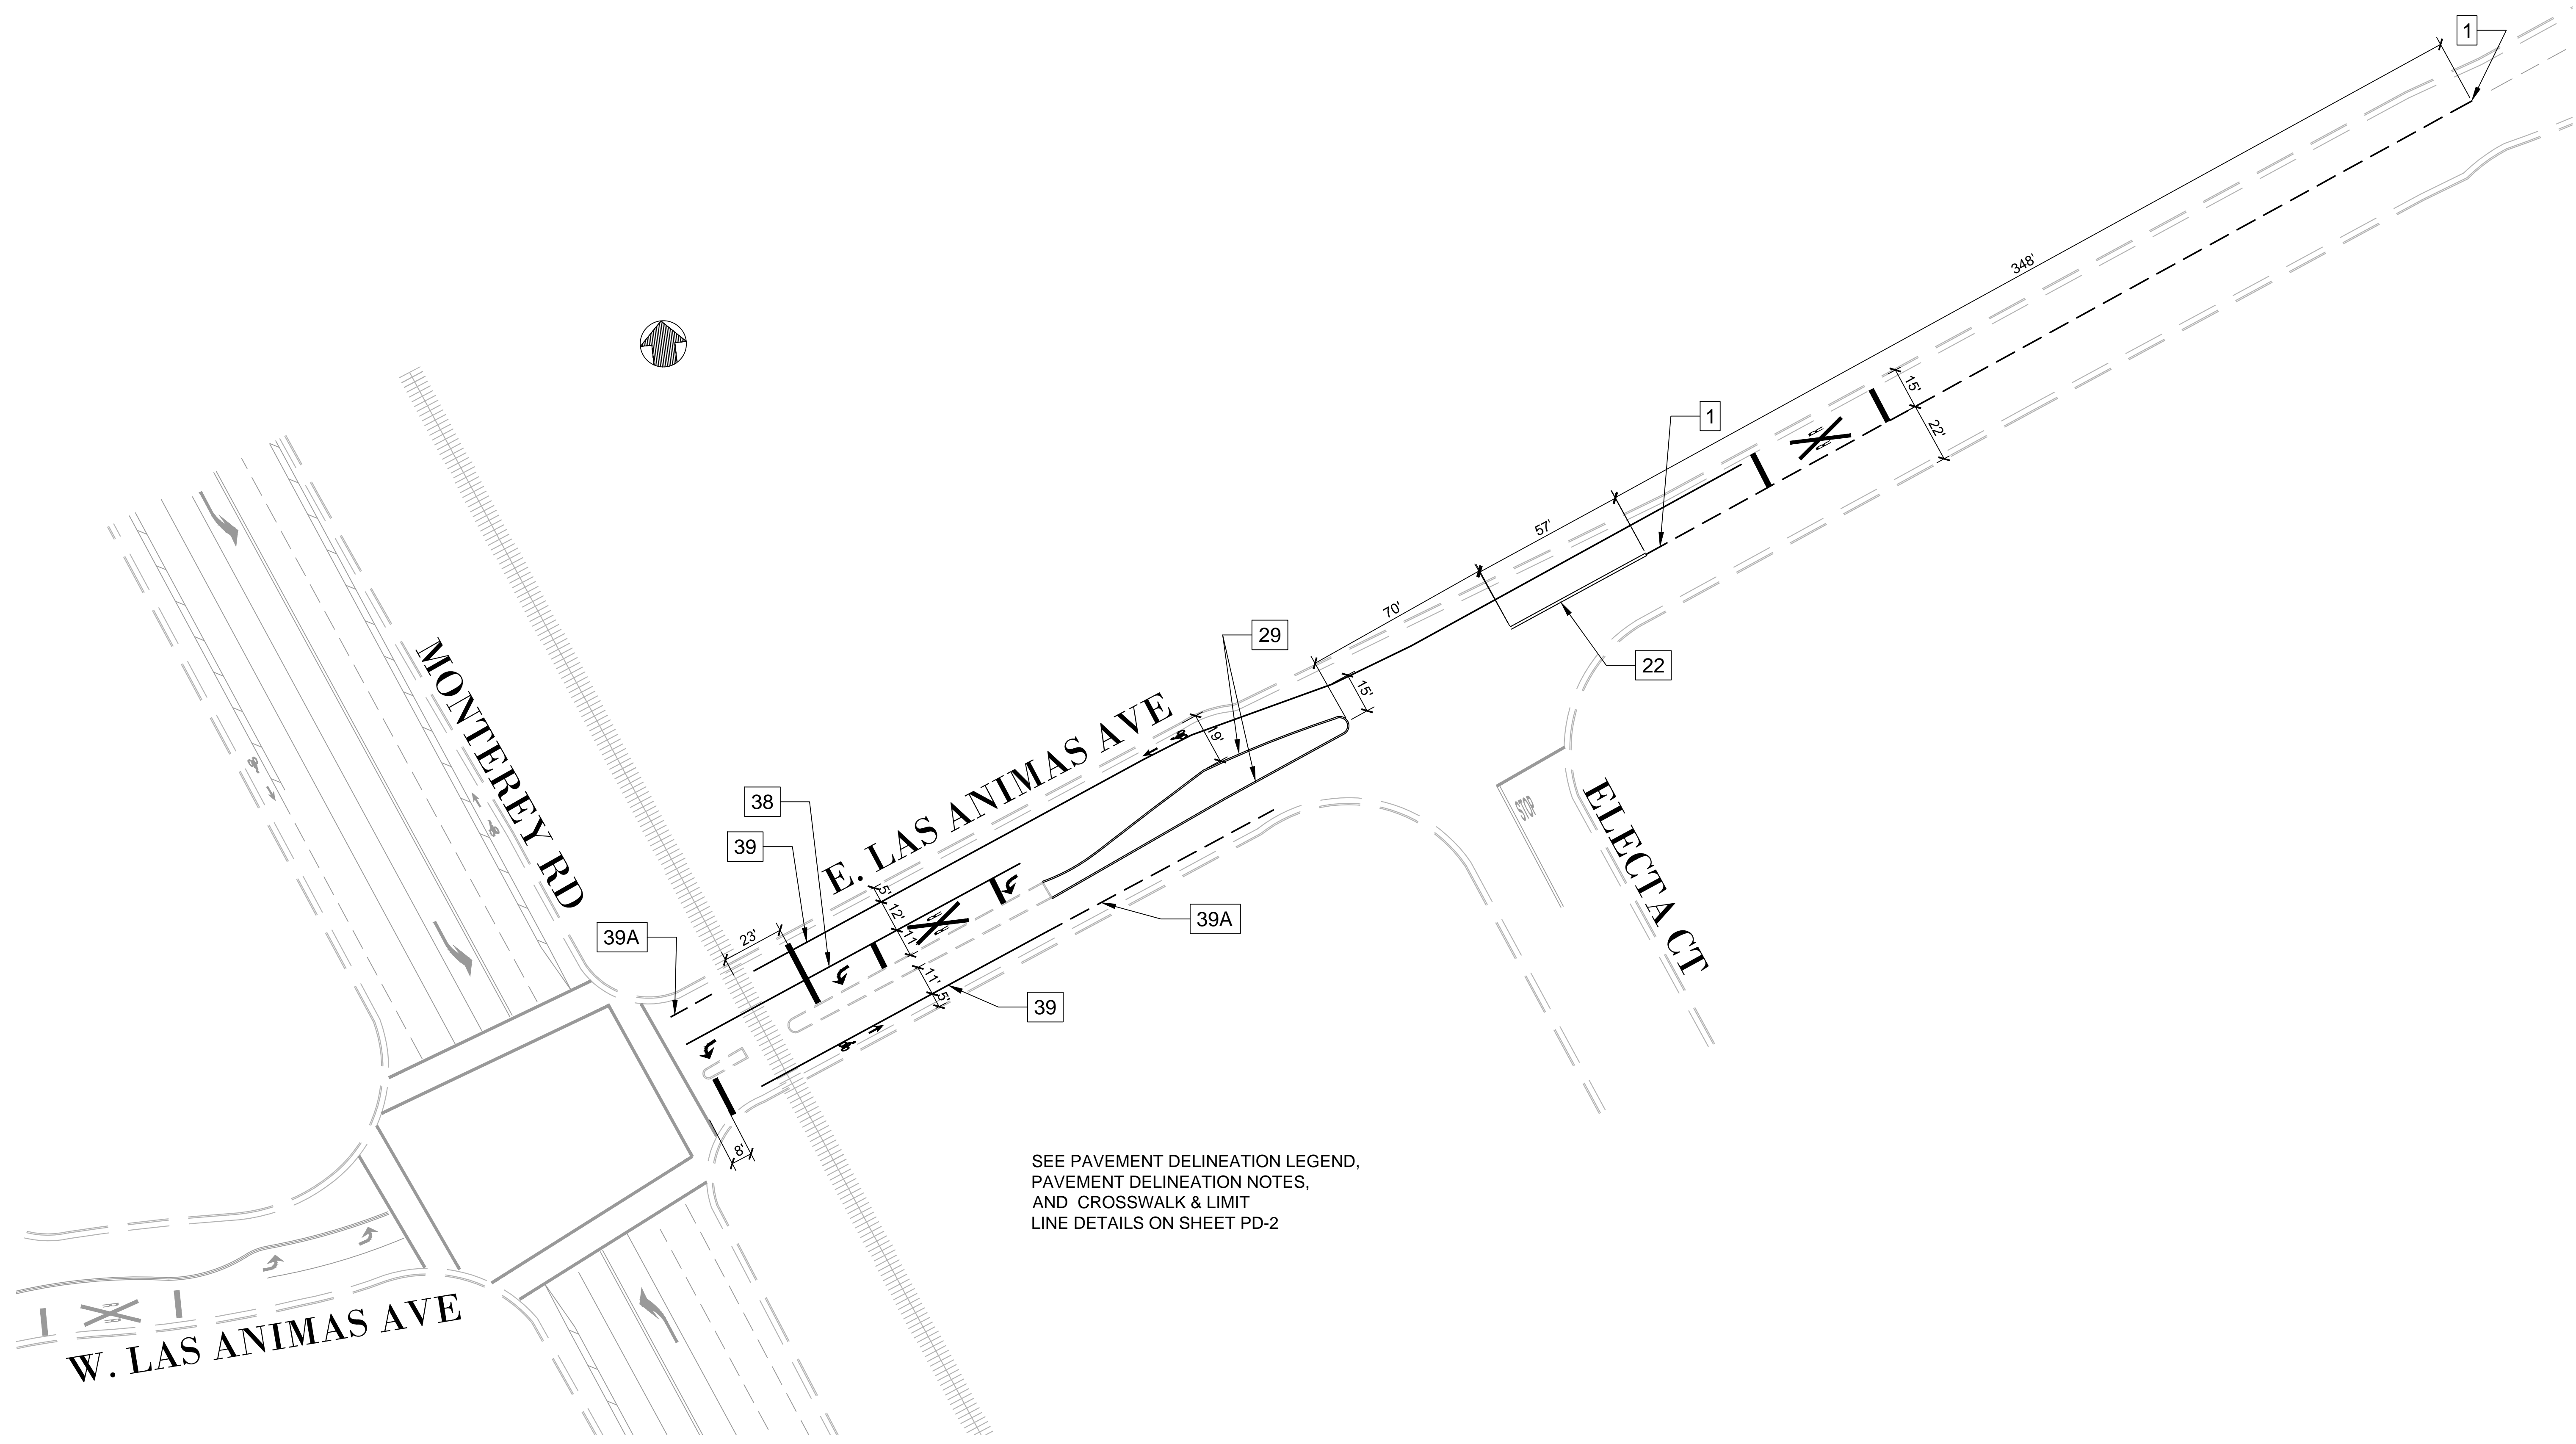 1
348'
15'
22'
1
57'
70'
29
22
15'
19'
MONTEREY RD
E. LAS ANIMAS AVE
ELECTA CT
STOP
38
39
5'
12'
11'
11'
5'
23'
39A
39A
39
8'
SEE PAVEMENT DELINEATION LEGEND,
PAVEMENT DELINEATION NOTES,
AND CROSSWALK & LIMIT
LINE DETAILS ON SHEET PD-2
R R
R R
R R
W. LAS ANIMAS AVE